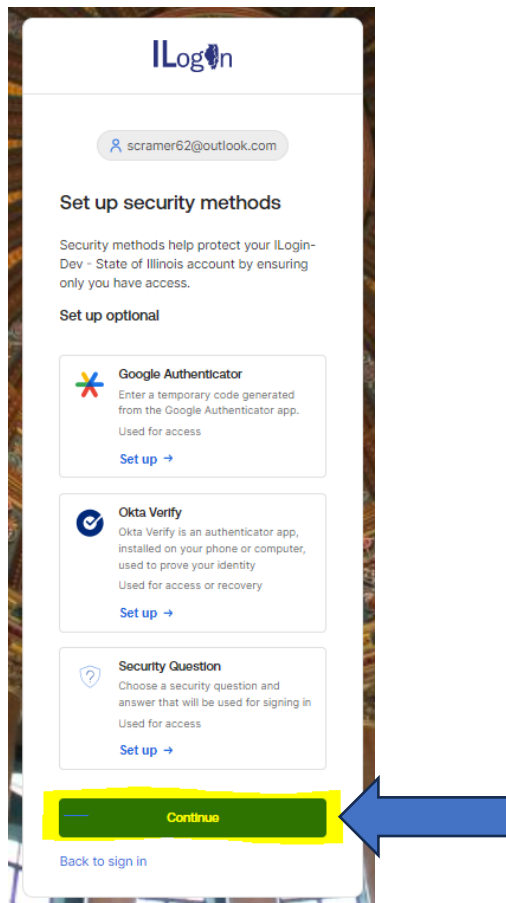 ILogin
scramer62@outlook.com
Set up security methods
Security methods help protect your ILogin-
Dev - State of Illinois account by ensuring
only you have access.
Set up optional
Google Authenticator
Enter a temporary code generated
from the Google Authenticator app.
Used for access
Set up →
Okta Verify
Okta Verify is an authenticator app,
installed on your phone or computer,
used to prove your identity
Used for access or recovery
Set up →
Security Question
Choose a security question and
answer that will be used for signing in
Used for access
Set up →
Continue
Back to sign in